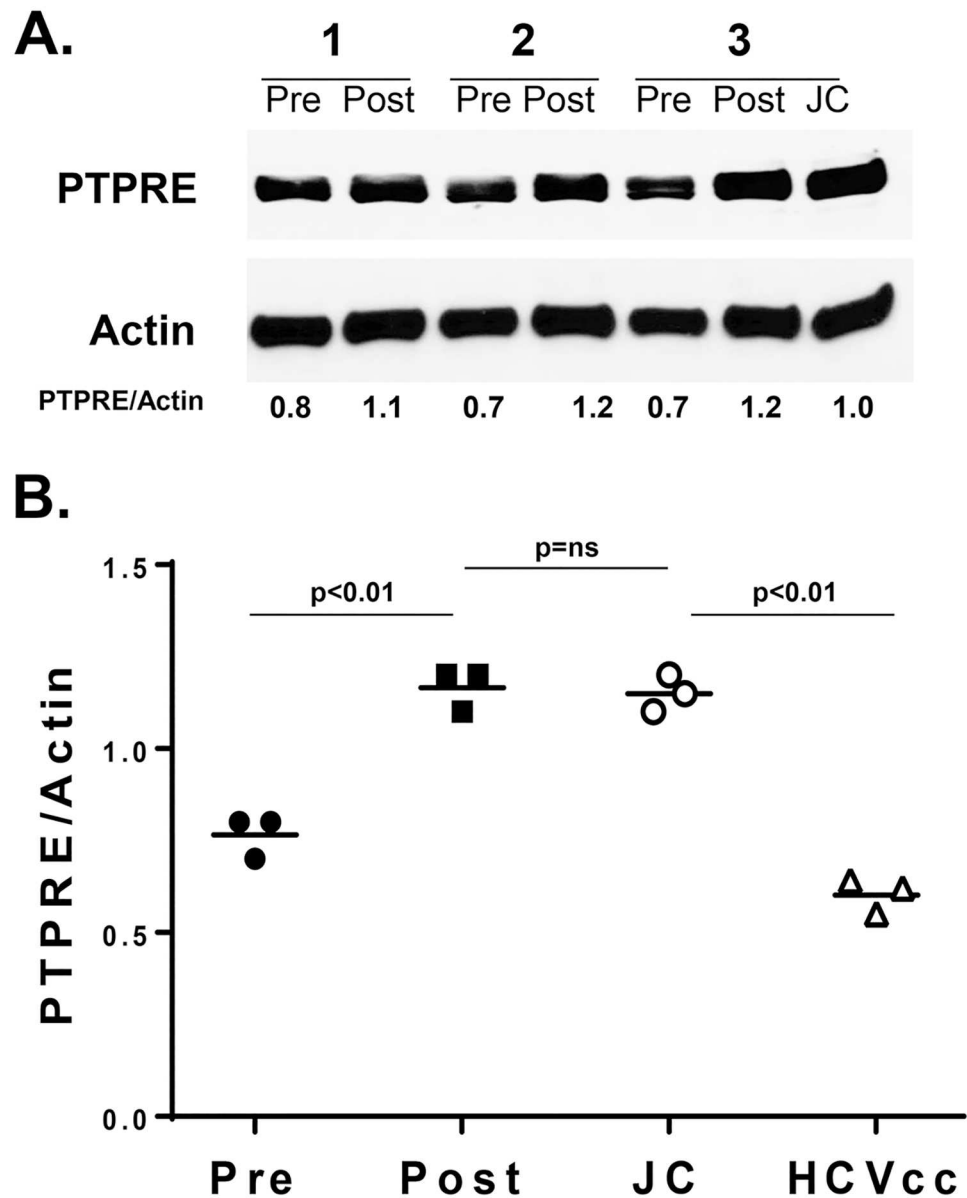 A.
1 2 3
Pre Post Pre Post Pre Post JC
PTPRE
Actin
PTPRE/Actin 0.8 1.1 0.7 1.2 0.7 1.2 1.0
B.
p=ns
p<0.01 p<0.01
PTPRE/Actin
1.5
1.0
0.5
0.0
Pre Post JC HCVcc